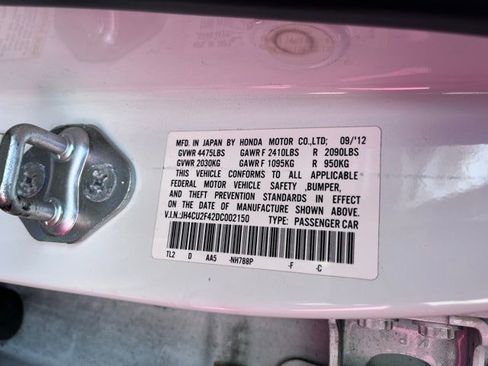 MFD. IN JAPAN BY HONDA MOTOR CO.,LTD; 09/'12
GVWR 4475LBS GAWR F 2410LBS R 2090LBS
GVWR 2030KG GAWR F 1095KG R 950KG
THIS VEHICLE CONFORMS TO ALL APPLICABLE
FEDERAL MOTOR VEHICLE SAFETY ,BUMPER,
AND THEFT PREVENTION STANDARDS IN EFFECT
ON THE DATE OF MANUFACTURE SHOWN ABOVE.
V.I.N.:JH4CU2F42DC002150 TYPE: PASSENGER CAR
TL2 D AA5 -NH788P -F -C